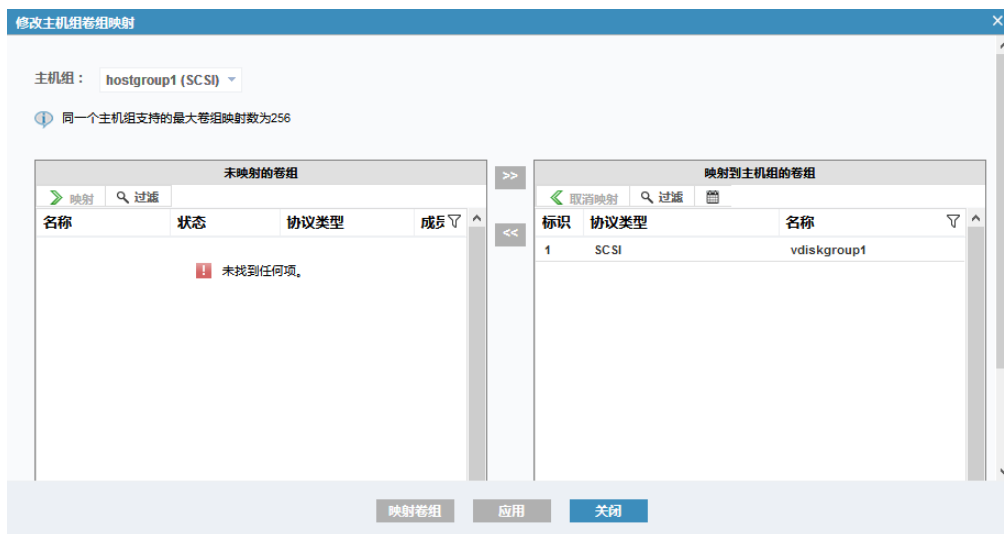 修改主机组卷组映射
主机组： hostgroup1 (SCSI)
同一个主机组支持的最大卷组映射数为256
未映射的卷组
映射 过滤
名称 状态 协议类型 成员
未找到任何项。
>>
<<
映射到主机组的卷组
取消映射 过滤
标识 协议类型 名称
1 SCSI vdiskgroup1
映射卷组 应用 关闭